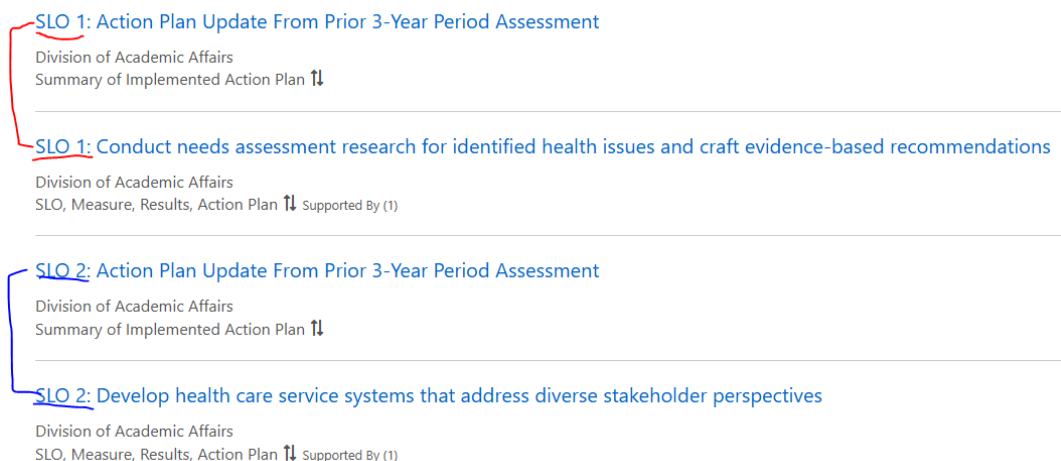 SLO 1: Action Plan Update From Prior 3-Year Period Assessment
Division of Academic Affairs
Summary of Implemented Action Plan
SLO 1: Conduct needs assessment research for identified health issues and craft evidence-based recommendations
Division of Academic Affairs
SLO, Measure, Results, Action Plan Supported By (1)
SLO 2: Action Plan Update From Prior 3-Year Period Assessment
Division of Academic Affairs
Summary of Implemented Action Plan
SLO 2: Develop health care service systems that address diverse stakeholder perspectives
Division of Academic Affairs
SLO, Measure, Results, Action Plan Supported By (1)